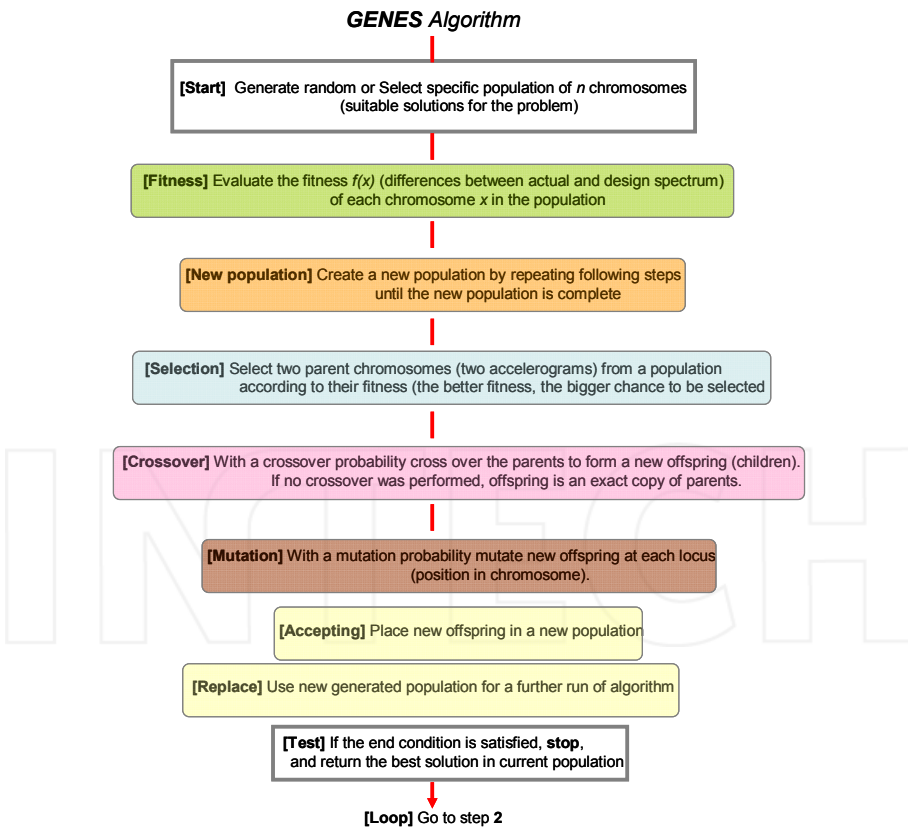 GENES Algorithm
[Start] Generate random or Select specific population of n chromosomes
(suitable solutions for the problem)
[Fitness] Evaluate the fitness f(x) (differences between actual and design spectrum)
of each chromosome x in the population
[New population] Create a new population by repeating following steps
until the new population is complete
[Selection] Select two parent chromosomes (two accelerograms) from a population
according to their fitness (the better fitness, the bigger chance to be selected
[Crossover] With a crossover probability cross over the parents to form a new offspring (children).
If no crossover was performed, offspring is an exact copy of parents.
[Mutation] With a mutation probability mutate new offspring at each locus
(position in chromosome).
[Accepting] Place new offspring in a new population
[Replace] Use new generated population for a further run of algorithm
[Test] If the end condition is satisfied, stop,
and return the best solution in current population
[Loop] Go to step 2
INTECH